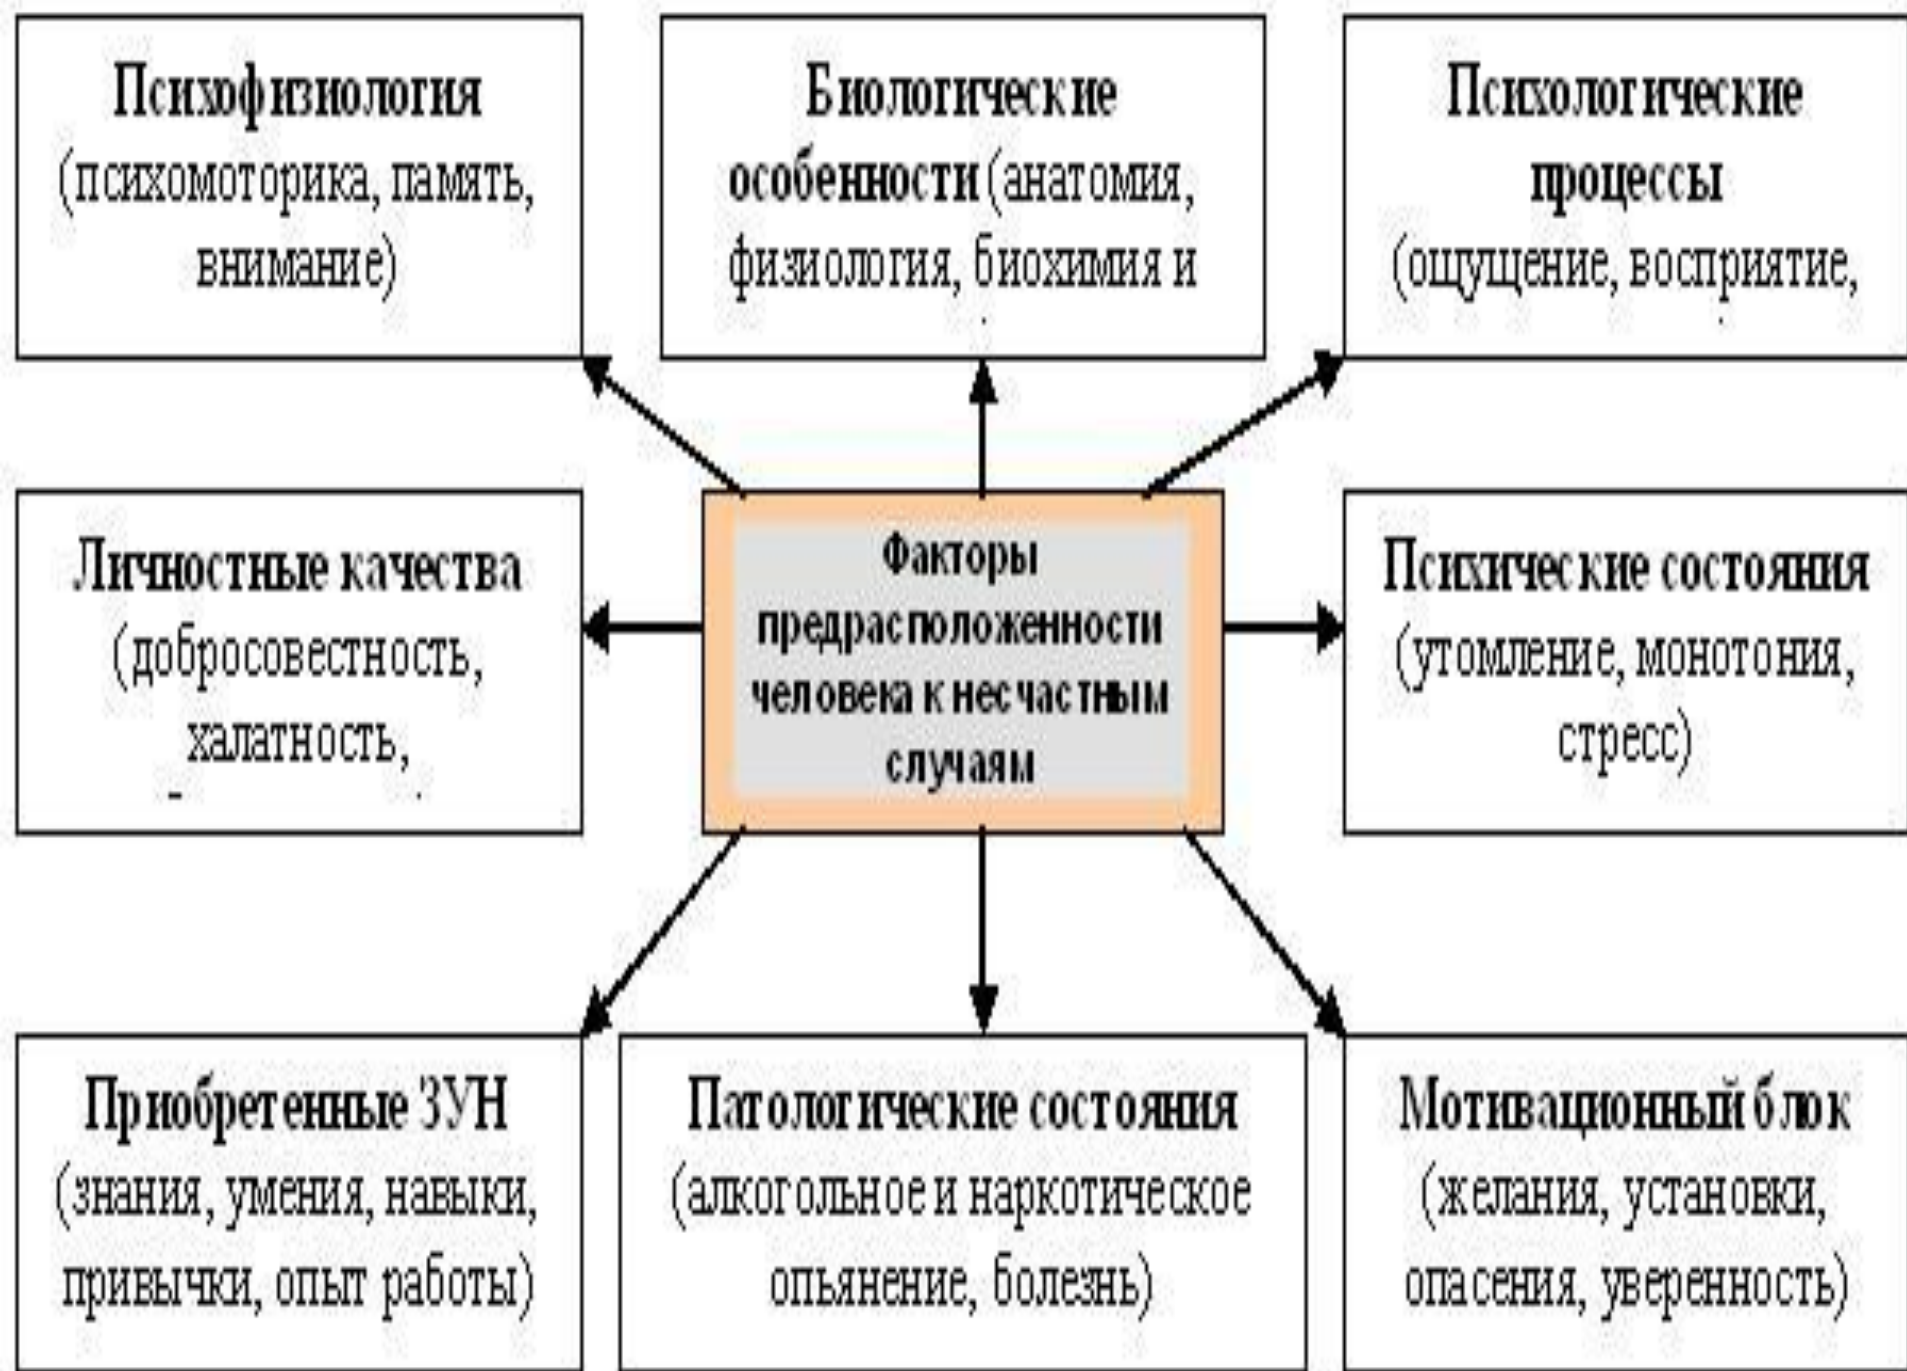 Психофизиология
(психомоторика, память,
внимание)
Биологические
особенности (анатомия,
физиология, биохимия и
Психологические
процессы
(ощущение, восприятие,
Личностные качества
(добросовестность,
халатность,
Факторы
предрасположенности
человека к несчастным
случаям
Психические состояния
(утомление, монотония,
стресс)
Приобретенные ЗУН
(знания, умения, навыки,
привычки, опыт работы)
Патологические состояния
(алкогольное и наркотическое
опьянение, болезнь)
Мотивационный блок
(желания, установки,
опасения, уверенность)